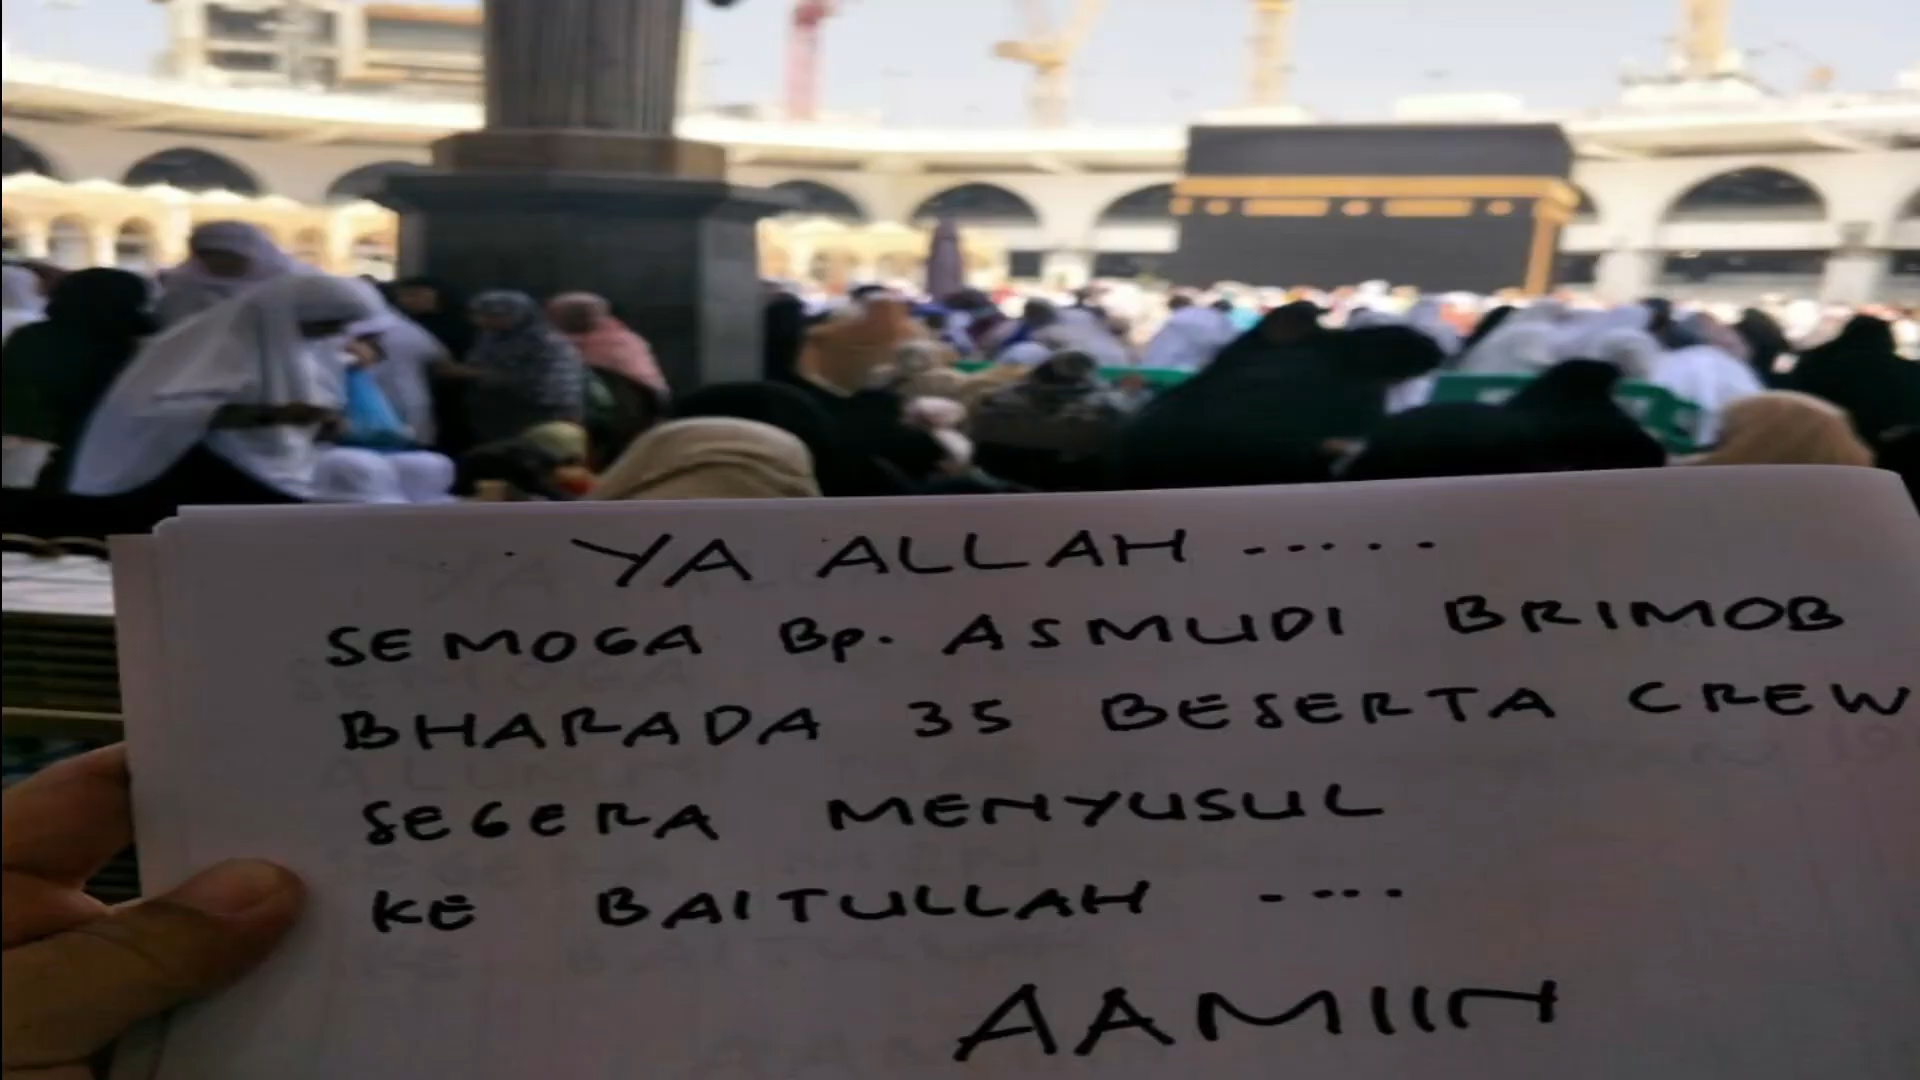 YA ALLAH .....
SEMOGA Bp. ASMUDI BRIMOB
BHARADA 35 BESERTA CREW
SEGERA MENYUSUL
KE BAITULLAH ....
AAMIIN